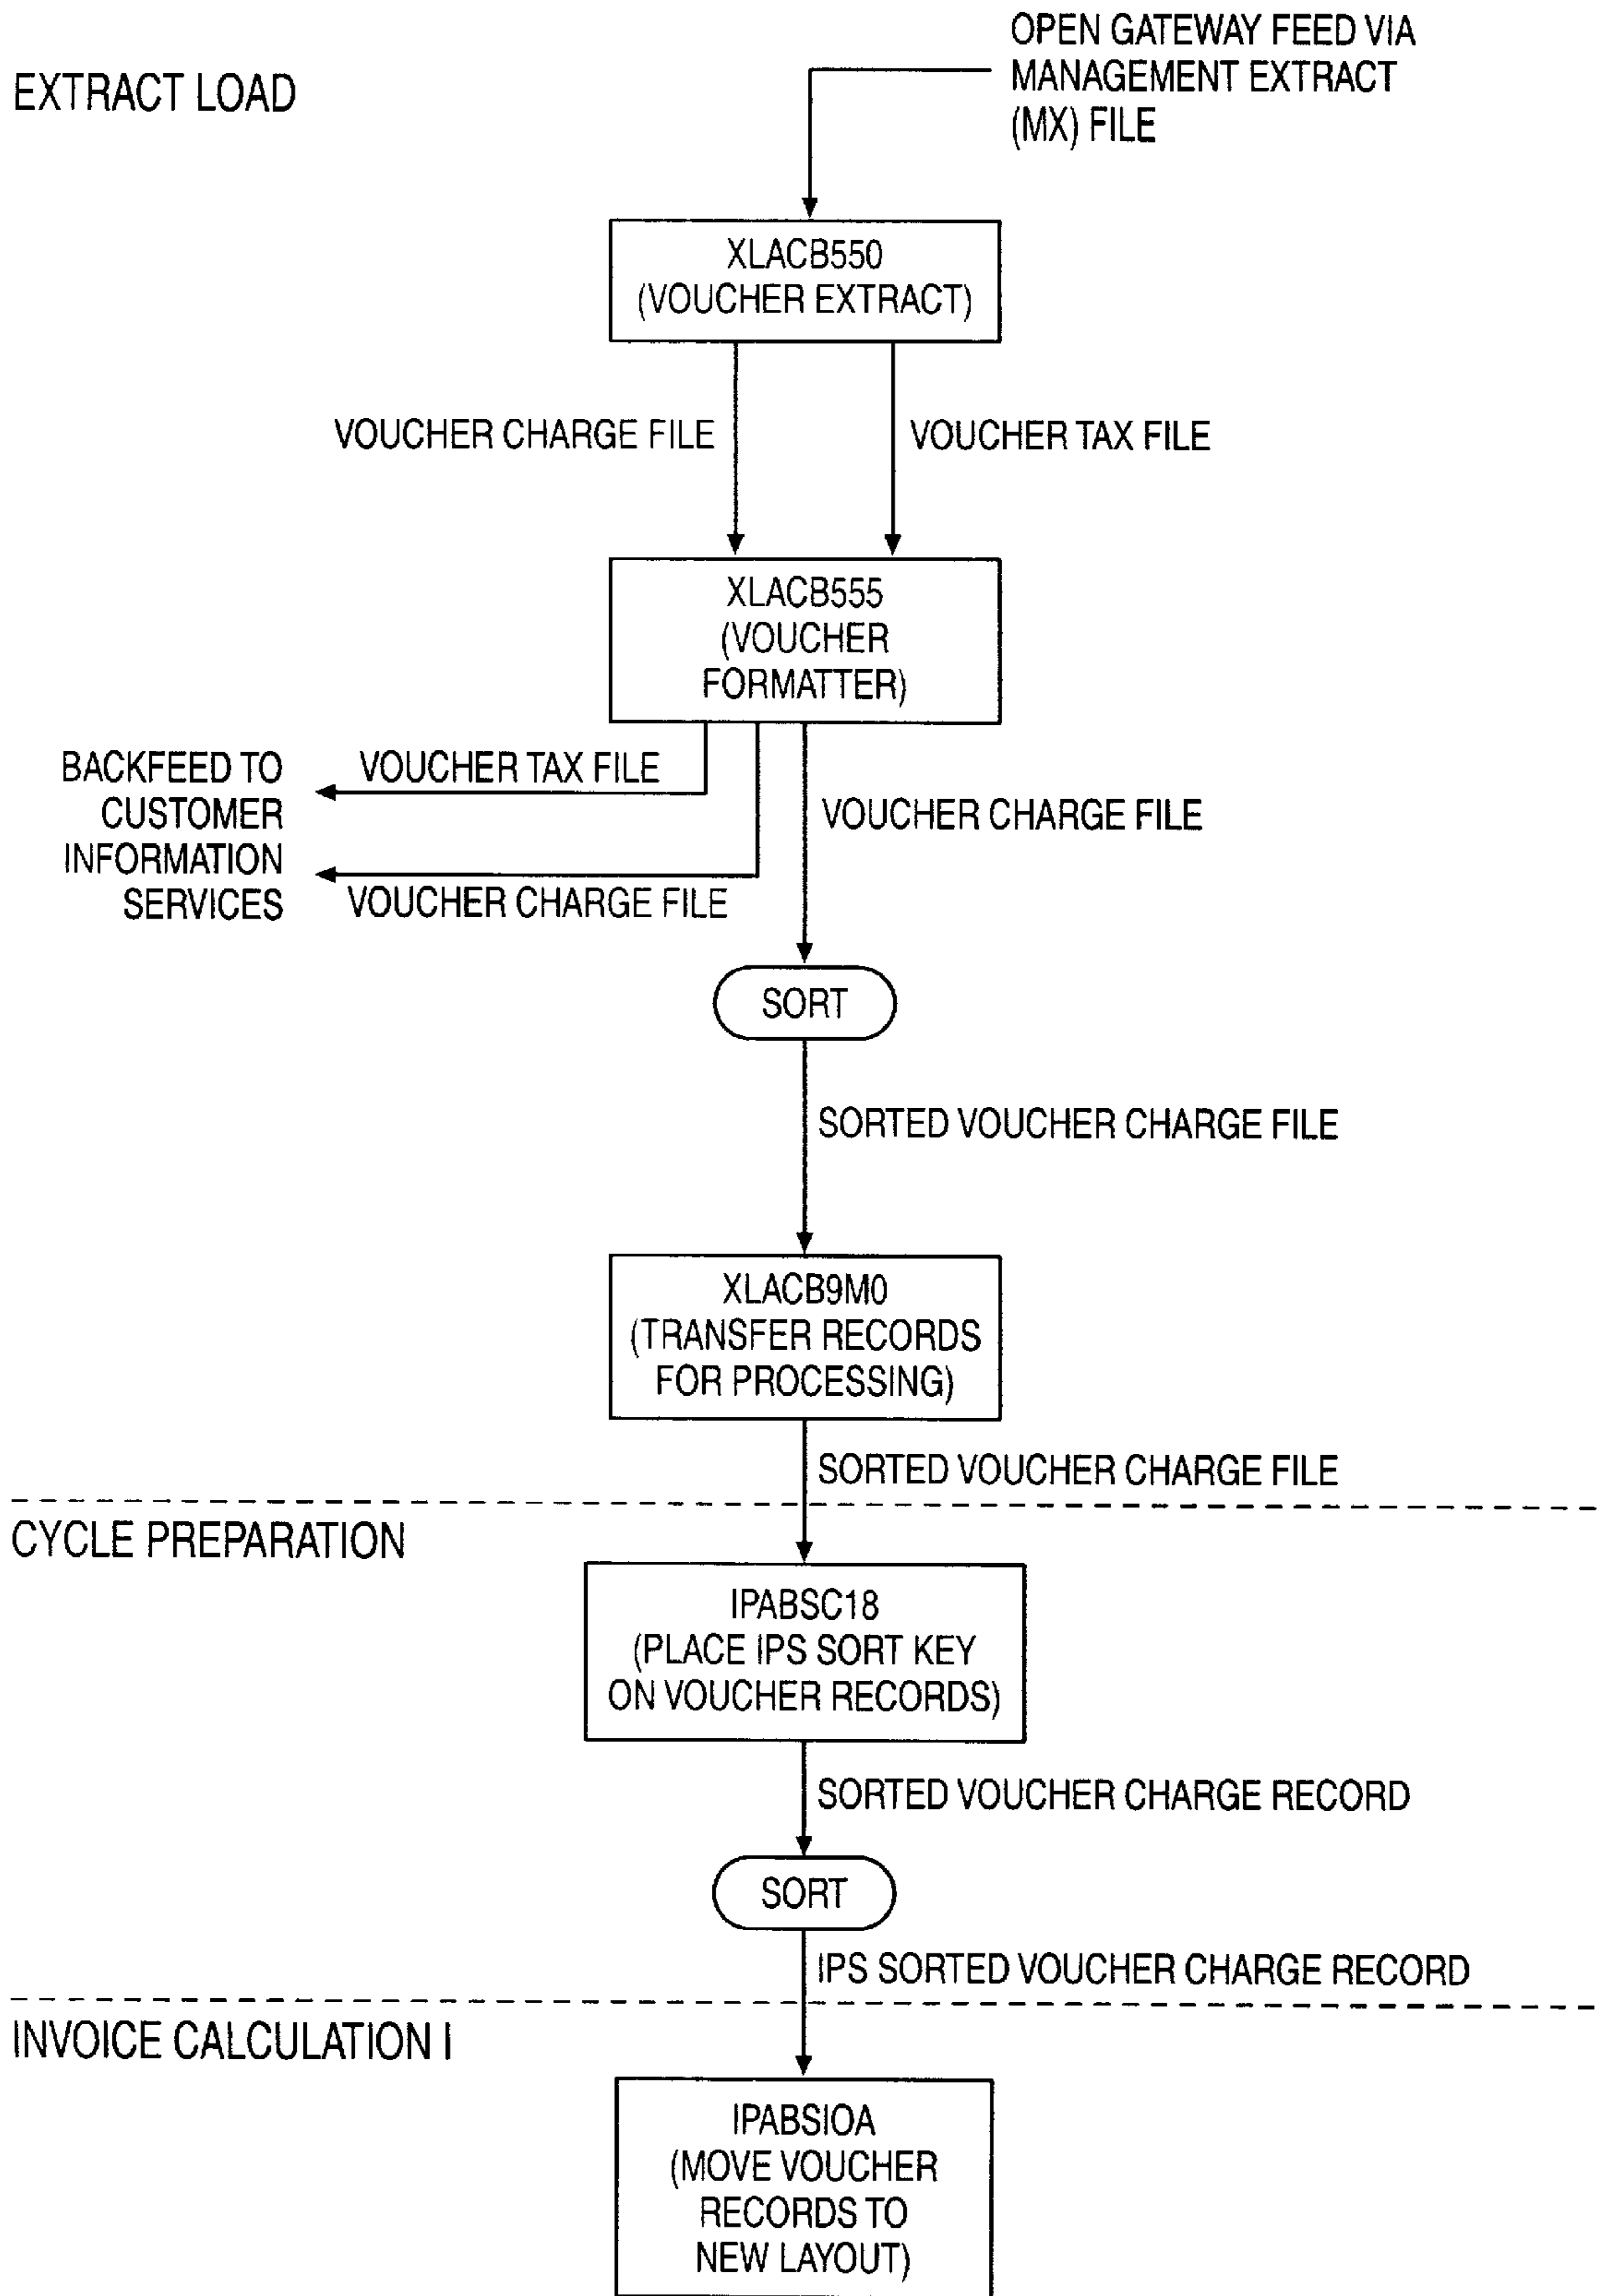 OPEN GATEWAY FEED VIA
MANAGEMENT EXTRACT
(MX) FILE
EXTRACT LOAD
XLACB550
(VOUCHER EXTRACT)
VOUCHER CHARGE FILE
VOUCHER TAX FILE
XLACB555
(VOUCHER
FORMATTER)
BACKFEED TO
CUSTOMER
INFORMATION
SERVICES
VOUCHER TAX FILE
VOUCHER CHARGE FILE
VOUCHER CHARGE FILE
SORT
SORTED VOUCHER CHARGE FILE
XLACB9M0
(TRANSFER RECORDS
FOR PROCESSING)
SORTED VOUCHER CHARGE FILE
CYCLE PREPARATION
IPABSC18
(PLACE IPS SORT KEY
ON VOUCHER RECORDS)
SORTED VOUCHER CHARGE RECORD
SORT
IPS SORTED VOUCHER CHARGE RECORD
INVOICE CALCULATION I
IPABSIOA
(MOVE VOUCHER
RECORDS TO
NEW LAYOUT)